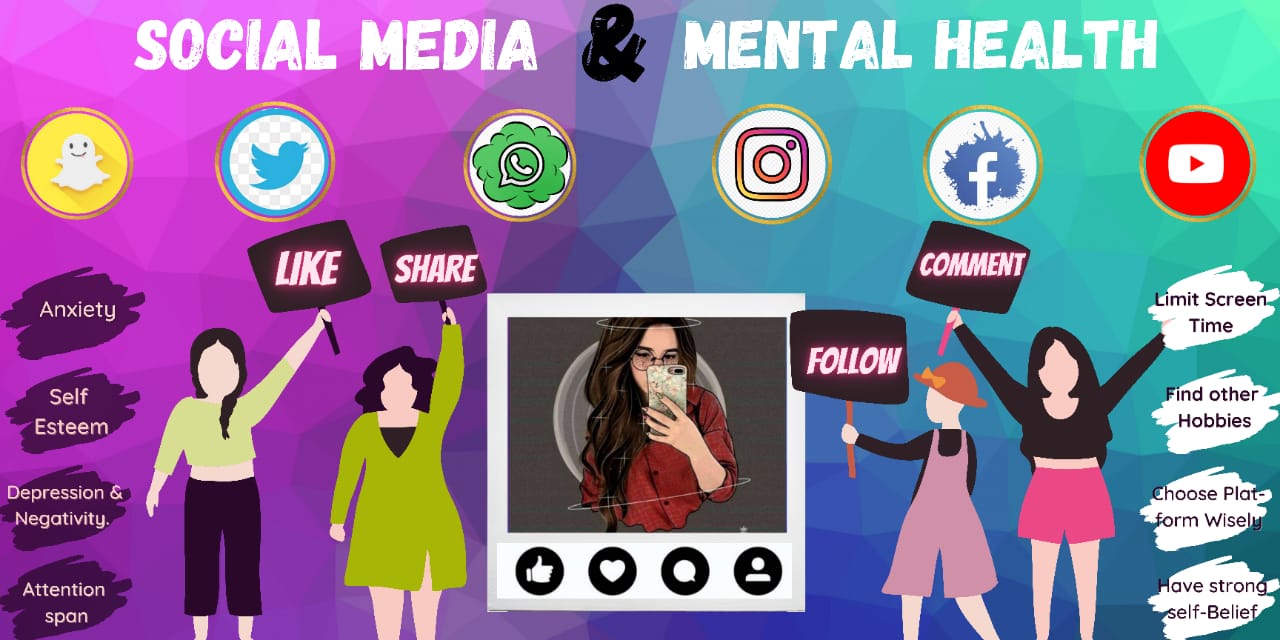 SOCIAL MEDIA & MENTAL HEALTH
LIKE
SHARE
COMMENT
FOLLOW
Anxiety
Self
Esteem
Depression &
Negativity.
Attention
span
Limit Screen
Time
Find other
Hobbies
Choose Plat-
form Wisely
Have strong
self-Belief